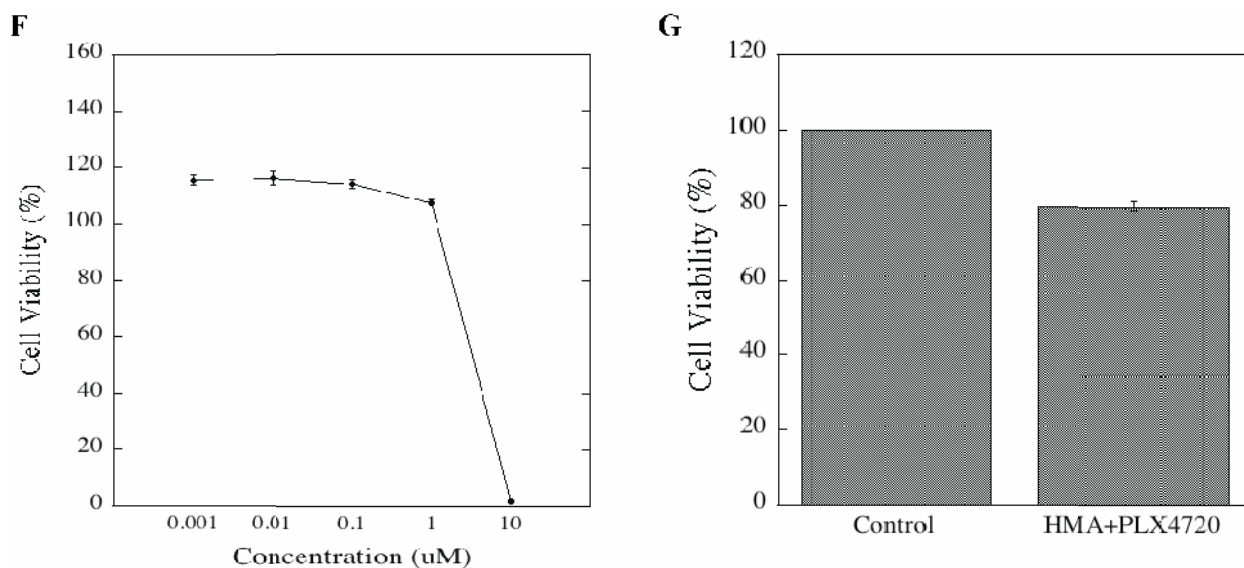 F
160
140
120
100
80
60
40
20
0
Cell Viability (%)
0.001 0.01 0.1 1 10
Concentration (uM)
G
120
100
80
60
40
20
0
Cell Viability (%)
Control HMA+PLX4720